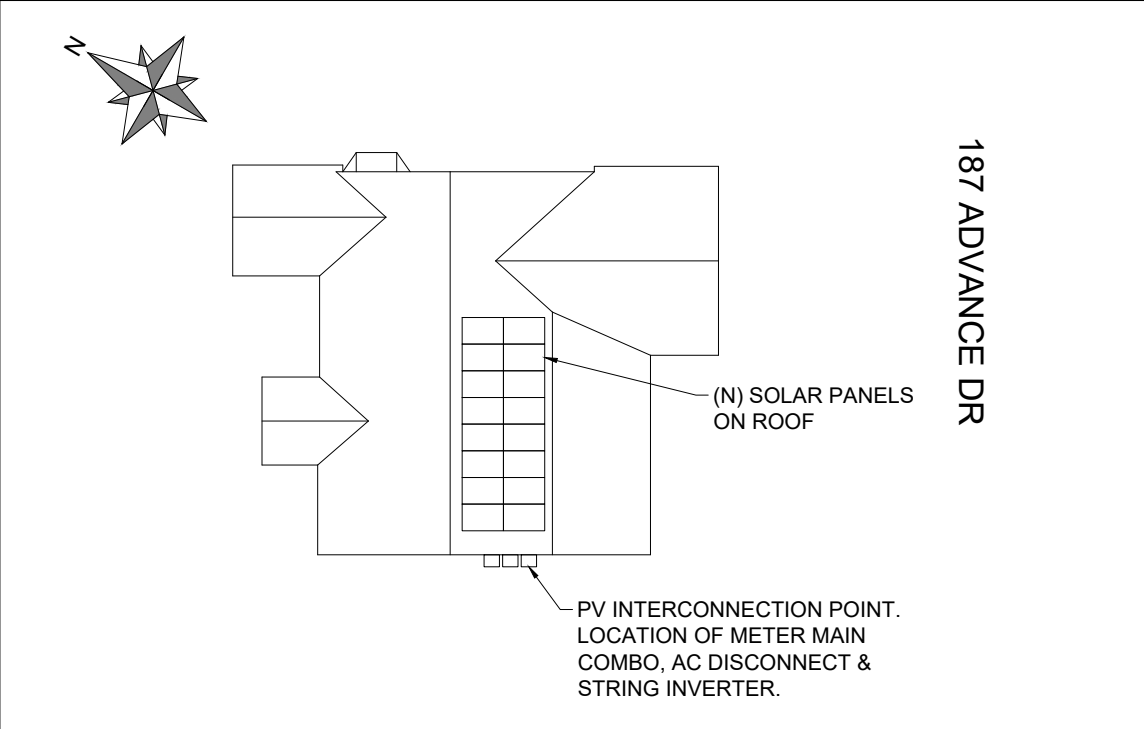 N
187 ADVANCE DR
(N) SOLAR PANELS
ON ROOF
PV INTERCONNECTION POINT.
LOCATION OF METER MAIN
COMBO, AC DISCONNECT &
STRING INVERTER.